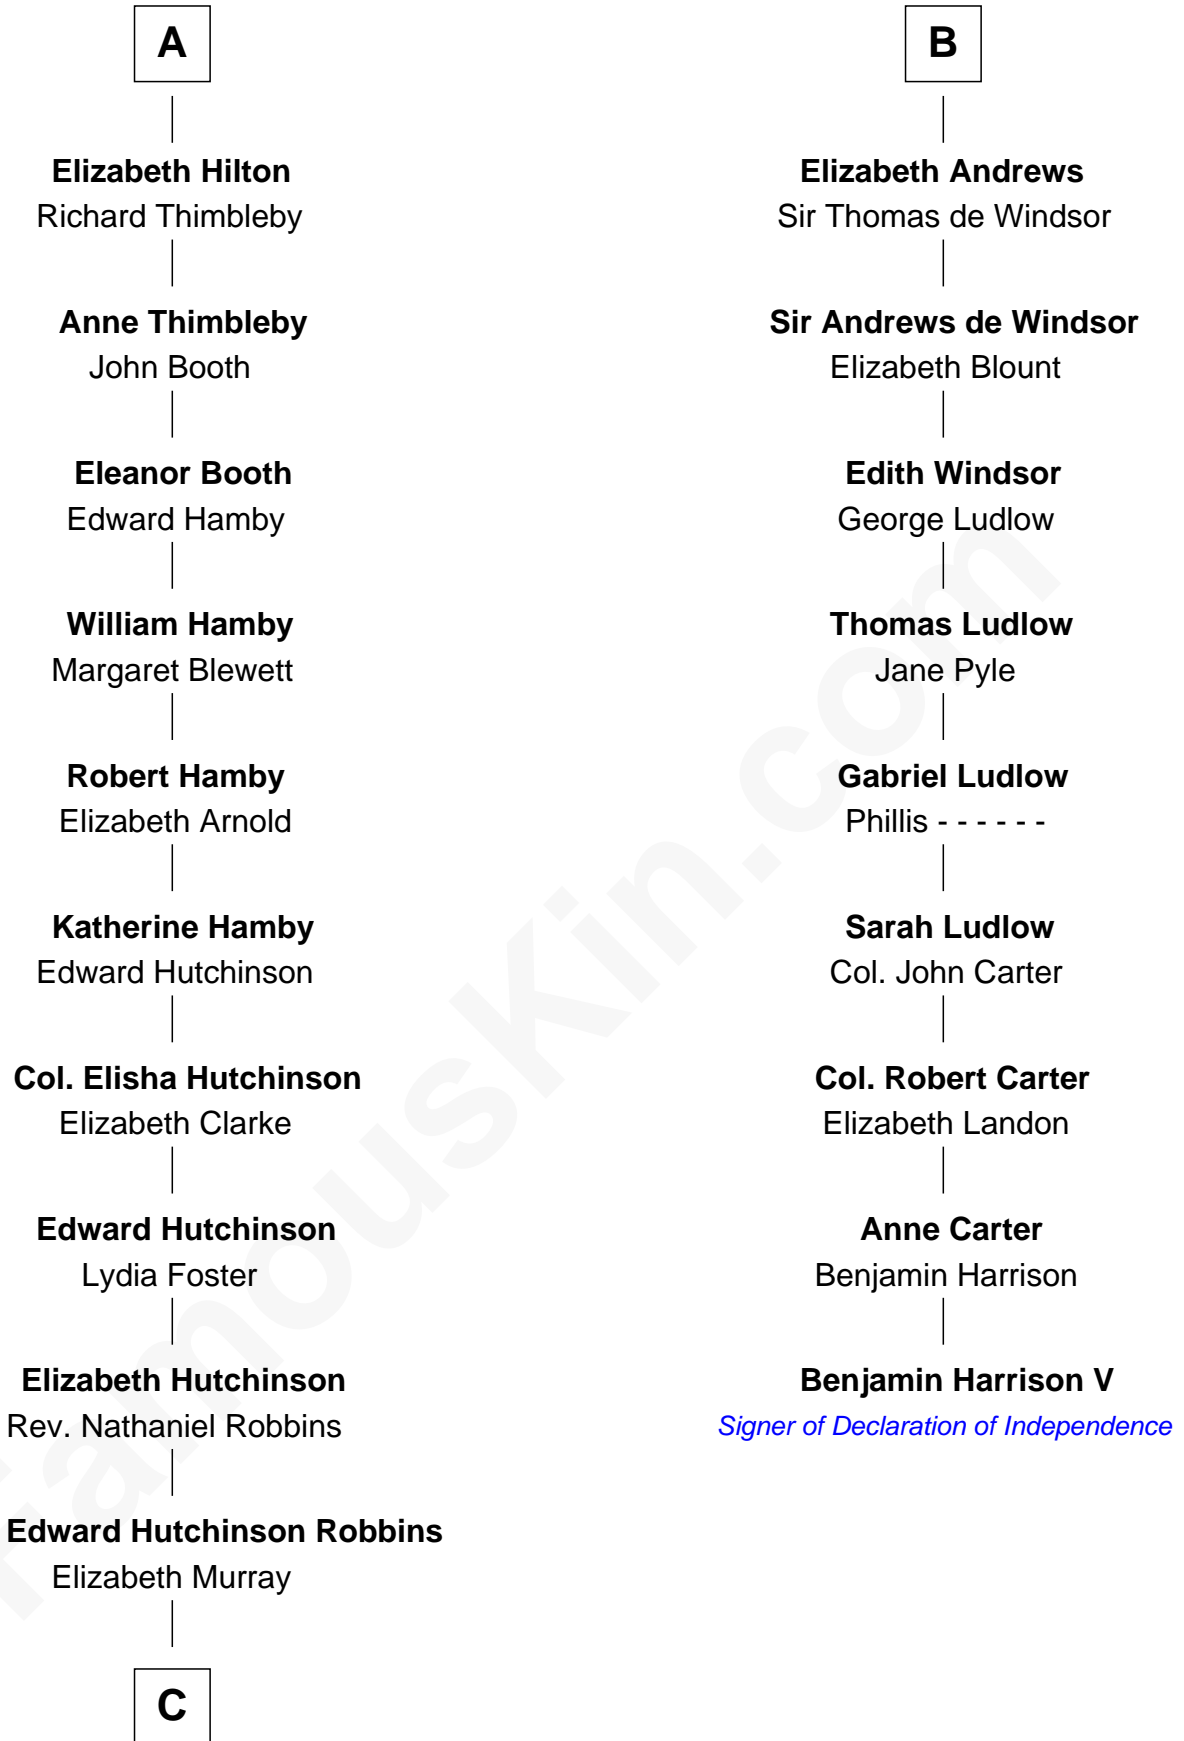 A
Elizabeth Hilton
Richard Thimbleby
Anne Thimbleby
John Booth
Eleanor Booth
Edward Hamby
William Hamby
Margaret Blewett
Robert Hamby
Elizabeth Arnold
Katherine Hamby
Edward Hutchinson
Col. Elisha Hutchinson
Elizabeth Clarke
Edward Hutchinson
Lydia Foster
Elizabeth Hutchinson
Rev. Nathaniel Robbins
Edward Hutchinson Robbins
Elizabeth Murray
C
B
Elizabeth Andrews
Sir Thomas de Windsor
Sir Andrews de Windsor
Elizabeth Blount
Edith Windsor
George Ludlow
Thomas Ludlow
Jane Pyle
Gabriel Ludlow
Phillis - - - - - -
Sarah Ludlow
Col. John Carter
Col. Robert Carter
Elizabeth Landon
Anne Carter
Benjamin Harrison
Benjamin Harrison V
Signer of Declaration of Independence
FamousKin.com